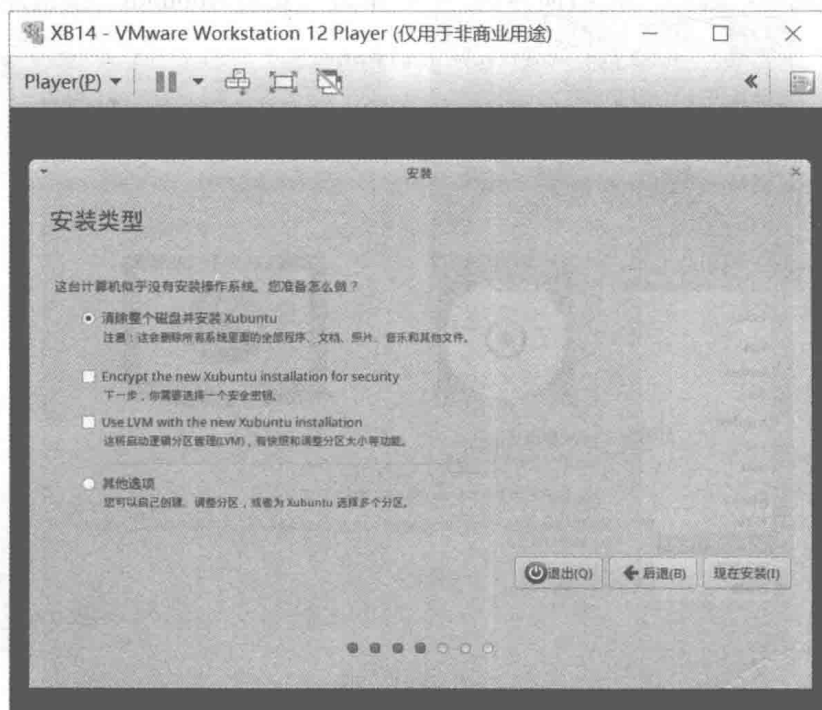 XB14 - VMware Workstation 12 Player (仅用于非商业用途)
Player(P)
安装
安装类型
这台计算机似乎没有安装操作系统。您准备怎么做？
清除整个磁盘并安装 Xubuntu
注意：这会删除所有系统里面的全部程序、文档、照片、音乐和其他文件。
Encrypt the new Xubuntu installation for security
下一步，你需要选择一个安全密钥。
Use LVM with the new Xubuntu installation
这将启动逻辑分区管理(LVM)，有快照和调整分区大小等功能。
其他选项
您可以自己创建、调整分区，或者为 Xubuntu 选择多个分区。
退出(Q) 后退(B) 现在安装(I)